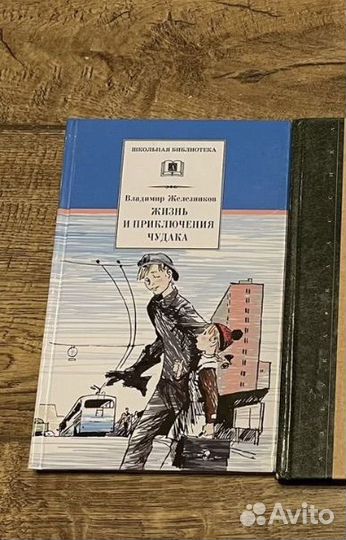 ШКОЛЬНАЯ БИБЛИОТЕКА
Владимир Железников
ЖИЗНЬ
И ПРИКЛЮЧЕНИЯ
ЧУДАКА
Avito